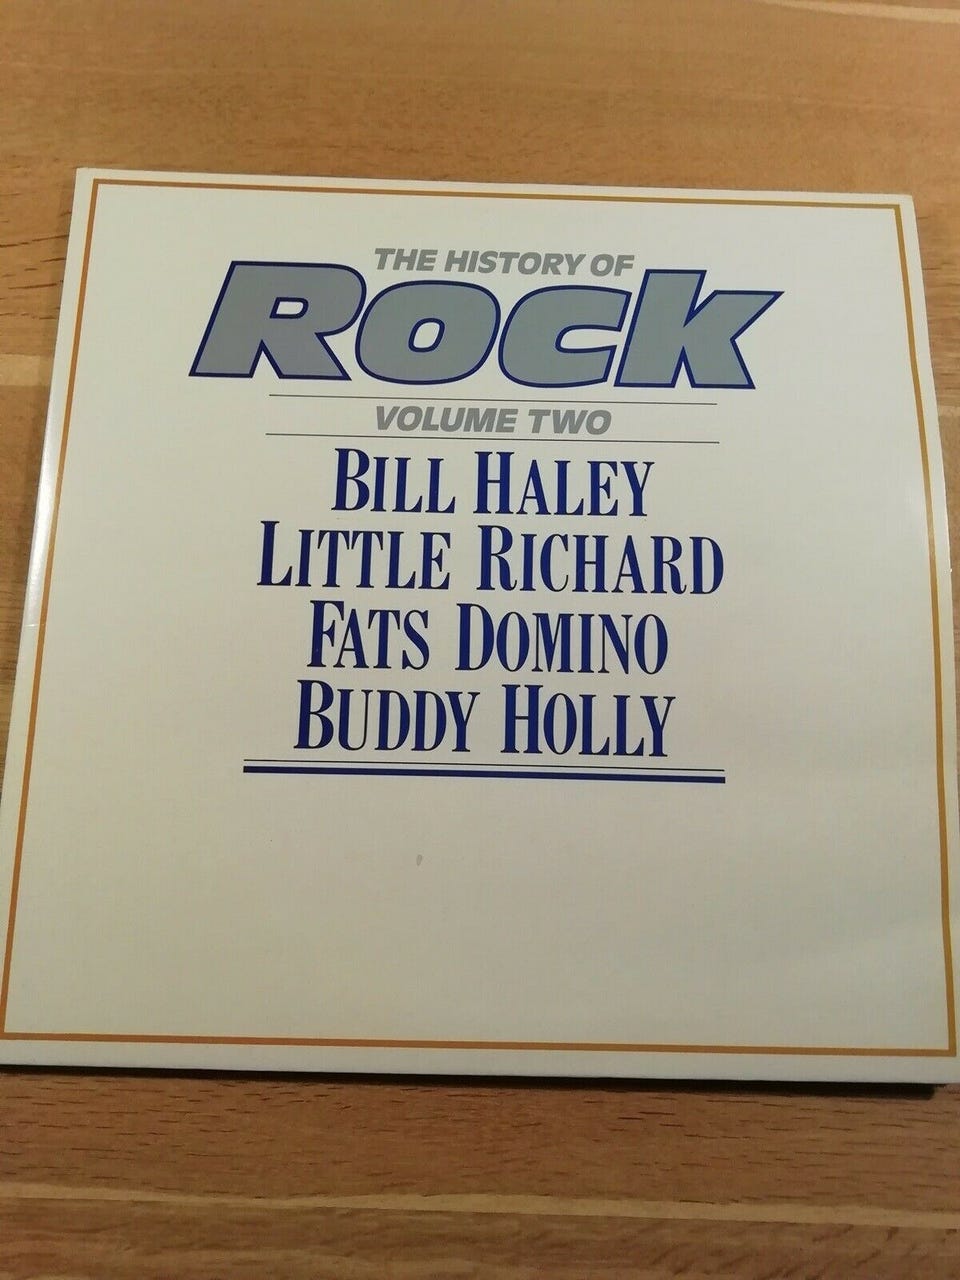 THE HISTORY OF
ROCK
VOLUME TWO
BILL HALEY
LITTLE RICHARD
FATS DOMINO
BUDDY HOLLY